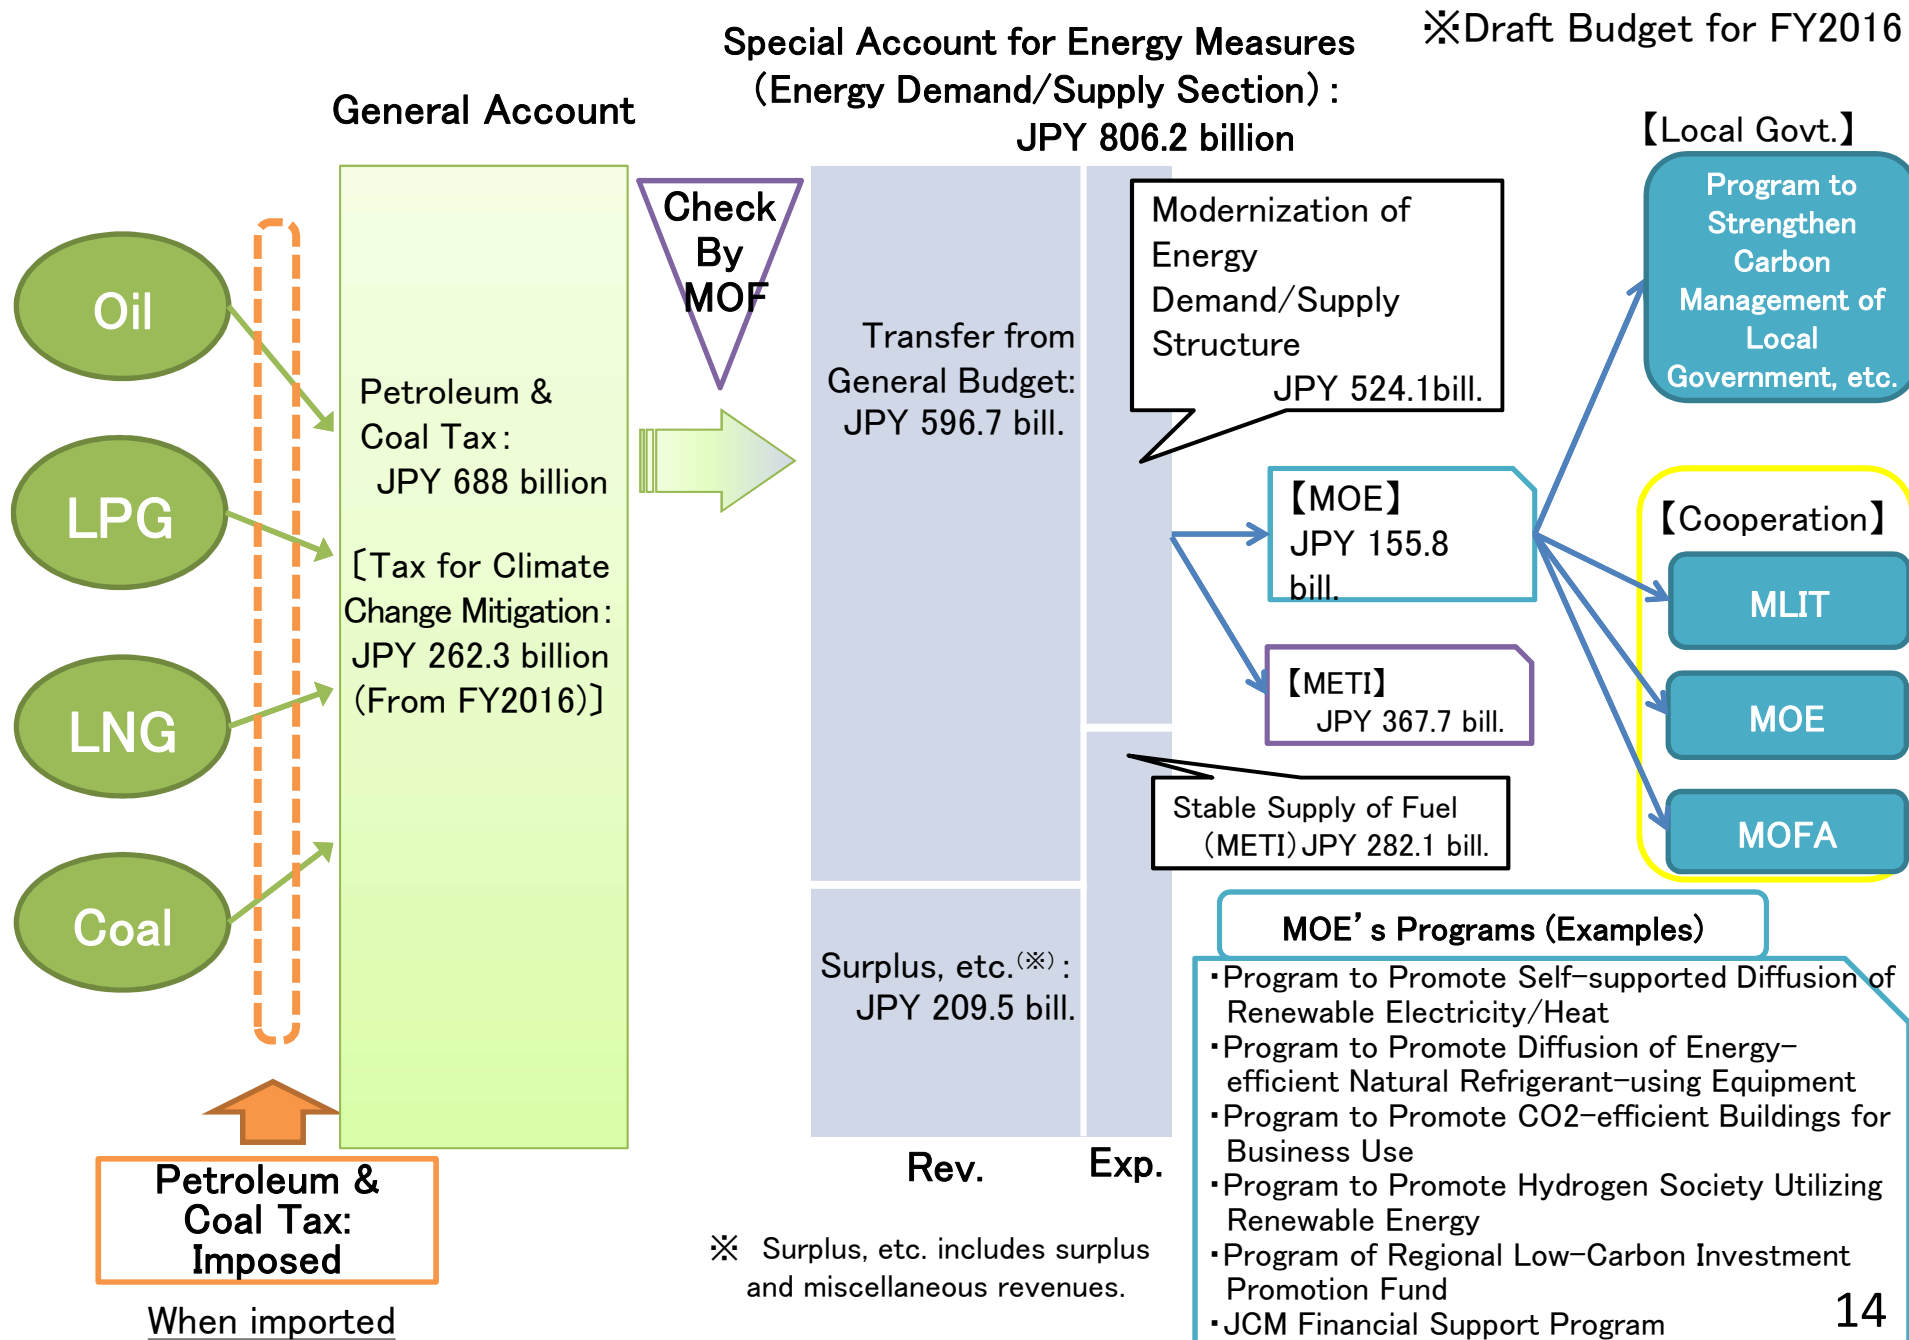 ※Draft Budget for FY2016
Special Account for Energy Measures
(Energy Demand/Supply Section):
JPY 806.2 billion
General Account
Oil
LPG
LNG
Coal
Petroleum &
Coal Tax:
JPY 688 billion
〔Tax for Climate
Change Mitigation:
JPY 262.3 billion
(From FY2016)〕
Petroleum &
Coal Tax:
Imposed
When imported
Check
By
MOF
Transfer from
General Budget:
JPY 596.7 bill.
Surplus, etc.(※):
JPY 209.5 bill.
Rev.
Exp.
※ Surplus, etc. includes surplus
and miscellaneous revenues.
Modernization of
Energy
Demand/Supply
Structure
JPY 524.1bill.
【MOE】
JPY 155.8
bill.
【METI】
JPY 367.7 bill.
Stable Supply of Fuel
(METI) JPY 282.1 bill.
【Local Govt.】
Program to
Strengthen
Carbon
Management of
Local
Government, etc.
【Cooperation】
MLIT
MOE
MOFA
MOE's Programs (Examples)
・Program to Promote Self-supported Diffusion of
Renewable Electricity/Heat
・Program to Promote Diffusion of Energy-
efficient Natural Refrigerant-using Equipment
・Program to Promote CO2-efficient Buildings for
Business Use
・Program to Promote Hydrogen Society Utilizing
Renewable Energy
・Program of Regional Low-Carbon Investment
Promotion Fund
・JCM Financial Support Program
14